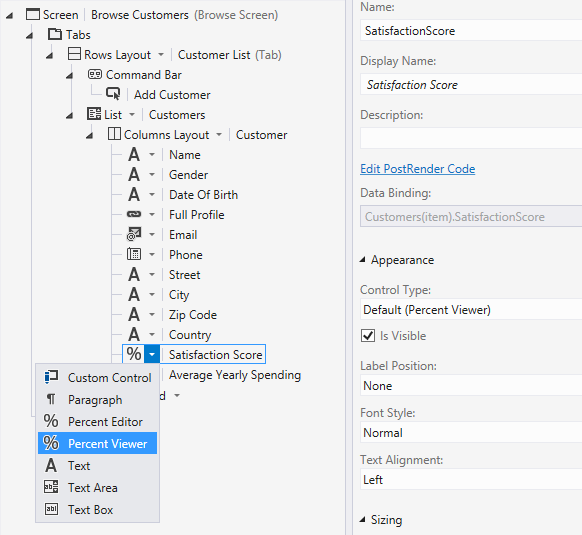 Screen Browse Customers (Browse Screen)
Tabs
Rows Layout Customer List (Tab)
Command Bar
Add Customer
List Customers
Columns Layout Customer
A Name
A Gender
A Date Of Birth
Full Profile
Email
Phone
A Street
A City
A Zip Code
A Country
% Satisfaction Score
Average Yearly Spending
d
Custom Control
¶ Paragraph
% Percent Editor
% Percent Viewer
A Text
ab Text Area
abl Text Box
Name:
SatisfactionScore
Display Name:
Satisfaction Score
Description:
Edit PostRender Code
Data Binding:
Customers(item).SatisfactionScore
Appearance
Control Type:
Default (Percent Viewer)
Is Visible
Label Position:
None
Font Style:
Normal
Text Alignment:
Left
Sizing